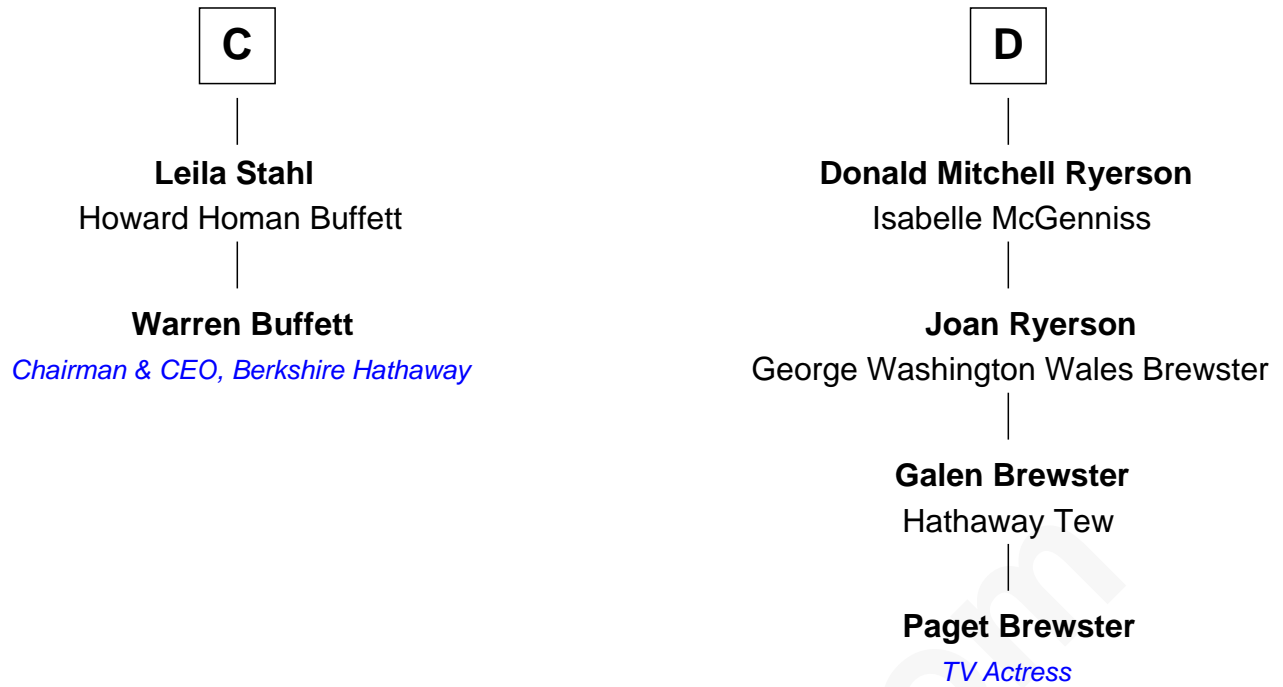 C
Leila Stahl
Howard Homan Buffett
Warren Buffett
Chairman & CEO, Berkshire Hathaway
D
Donald Mitchell Ryerson
Isabelle McGenniss
Joan Ryerson
George Washington Wales Brewster
Galen Brewster
Hathaway Tew
Paget Brewster
TV Actress